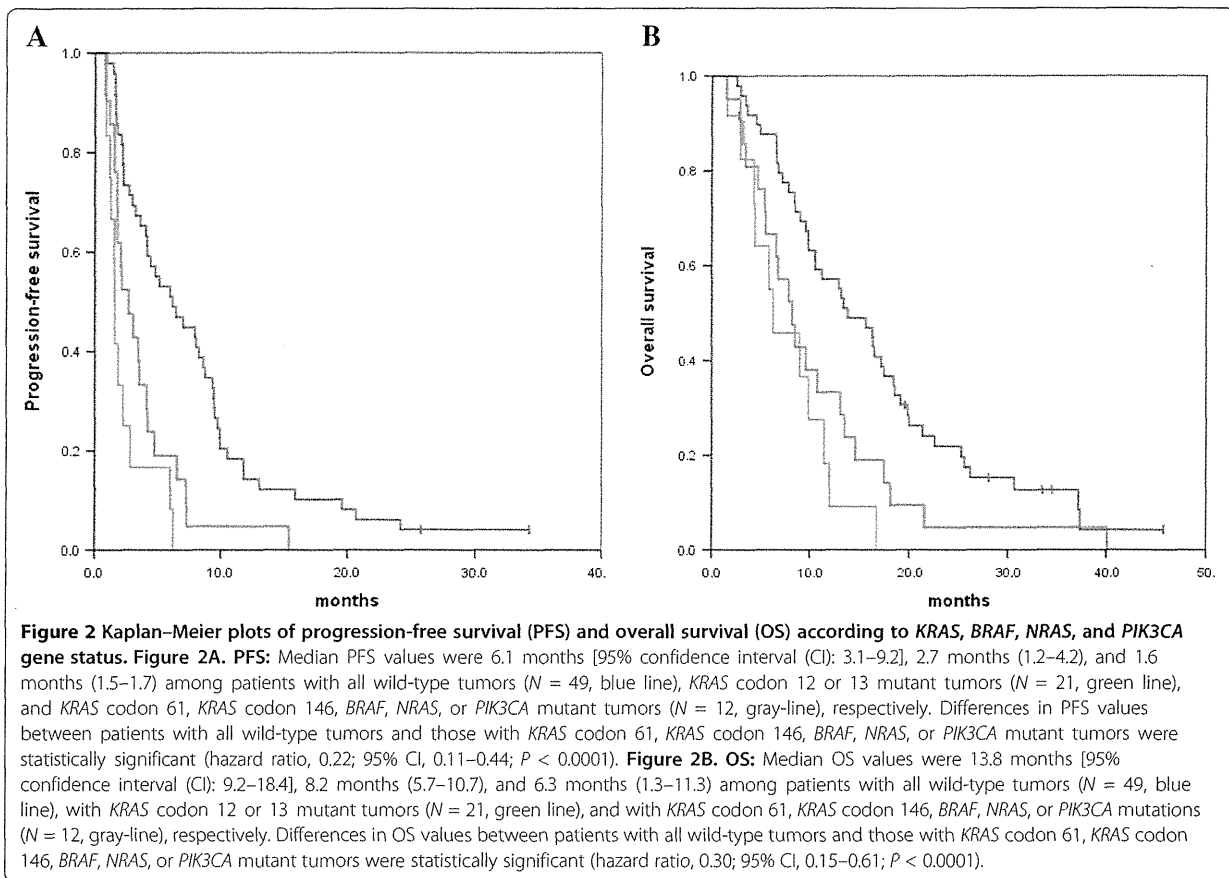 A
B
1.0
0.8
0.6
0.4
0.2
0.0
Progression-free survival
0.0 10.0 20.0 30.0 40.
months
1.0
0.8
0.6
0.4
0.2
0.0
Overall survival
0.0 10.0 20.0 30.0 40.0 50.
months
Figure 2 Kaplan–Meier plots of progression-free survival (PFS) and overall survival (OS) according to KRAS, BRAF, NRAS, and PIK3CA
gene status. Figure 2A. PFS: Median PFS values were 6.1 months [95% confidence interval (CI): 3.1–9.2], 2.7 months (1.2–4.2), and 1.6
months (1.5–1.7) among patients with all wild-type tumors (N = 49, blue line), KRAS codon 12 or 13 mutant tumors (N = 21, green line),
and KRAS codon 61, KRAS codon 146, BRAF, NRAS, or PIK3CA mutant tumors (N = 12, gray-line), respectively. Differences in PFS values
between patients with all wild-type tumors and those with KRAS codon 61, KRAS codon 146, BRAF, NRAS, or PIK3CA mutant tumors were
statistically significant (hazard ratio, 0.22; 95% CI, 0.11–0.44; P < 0.0001). Figure 2B. OS: Median OS values were 13.8 months [95%
confidence interval (CI): 9.2–18.4], 8.2 months (5.7–10.7), and 6.3 months (1.3–11.3) among patients with all wild-type tumors (N = 49, blue
line), with KRAS codon 12 or 13 mutant tumors (N = 21, green line), and with KRAS codon 61, KRAS codon 146, BRAF, NRAS, or PIK3CA mutations
(N = 12, gray-line), respectively. Differences in OS values between patients with all wild-type tumors and those with KRAS codon 61, KRAS codon
146, BRAF, NRAS, or PIK3CA mutant tumors were statistically significant (hazard ratio, 0.30; 95% CI, 0.15–0.61; P < 0.0001).